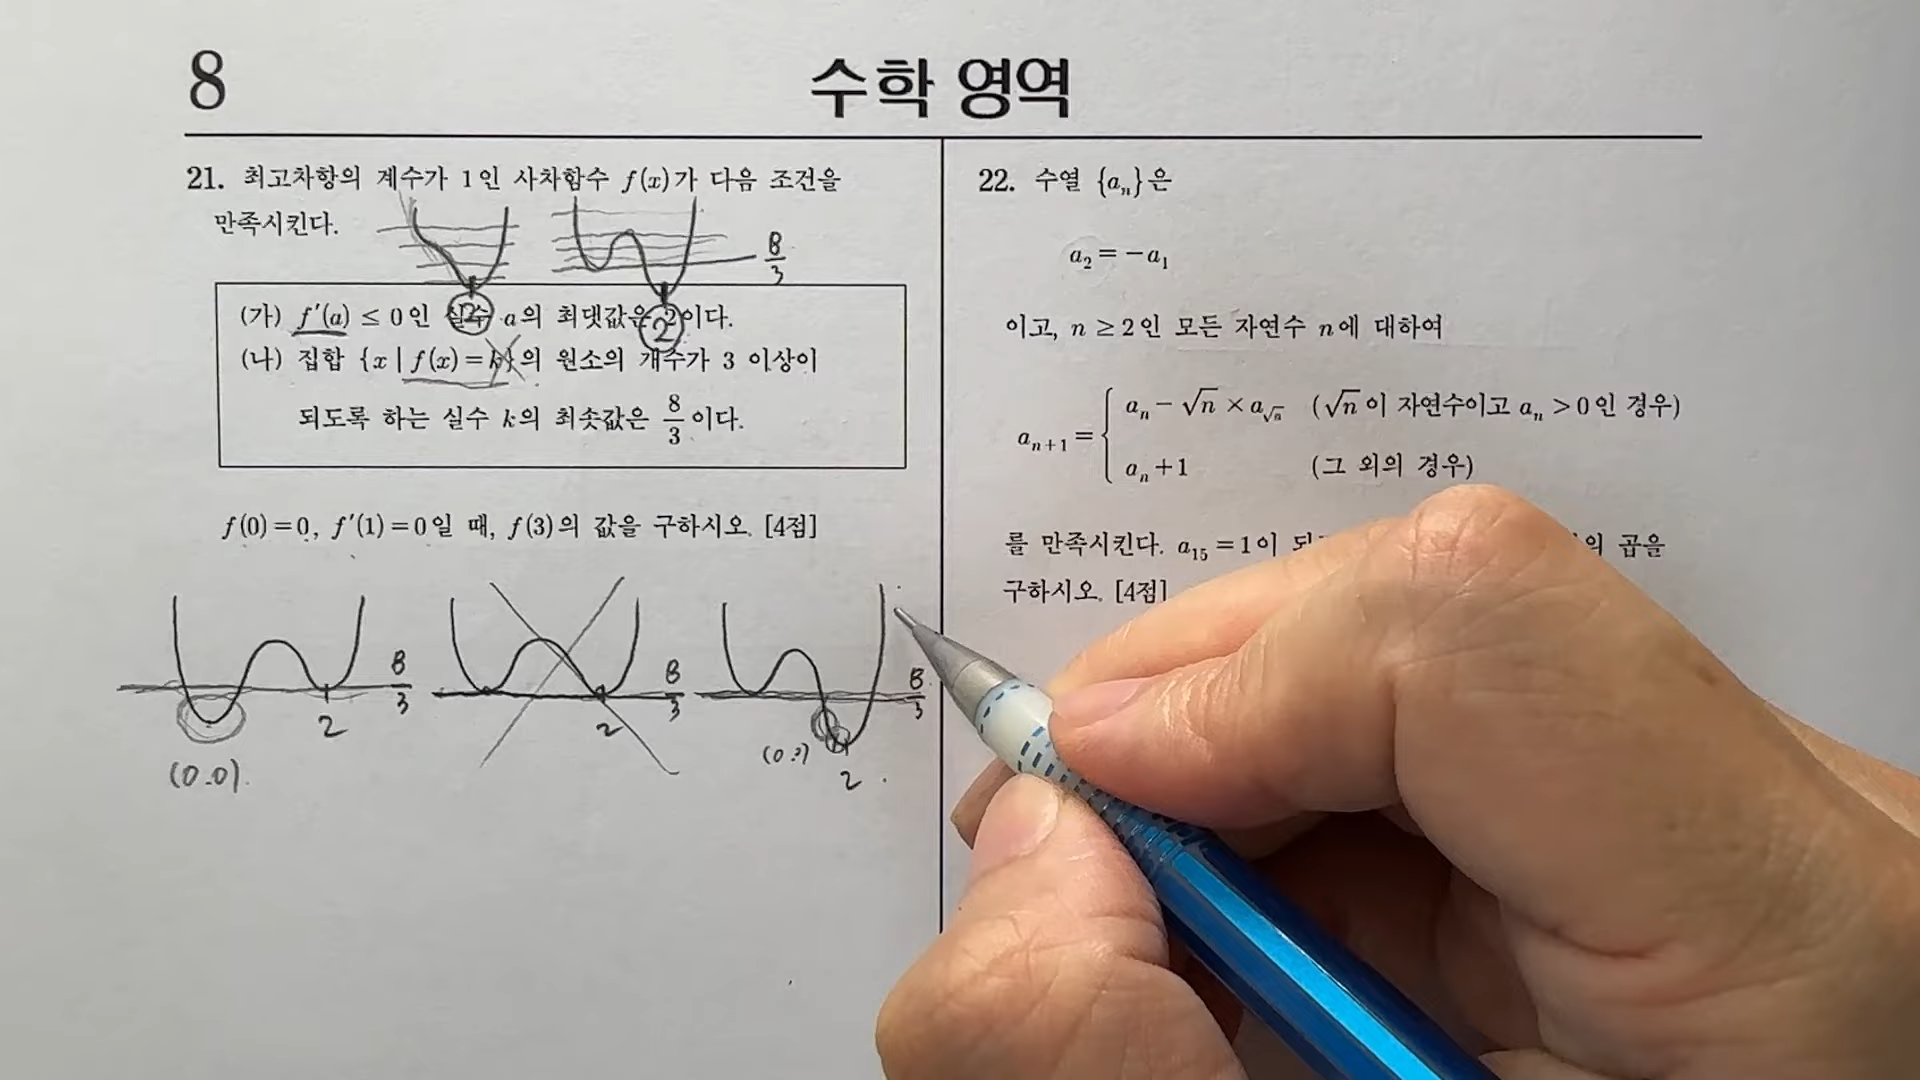 8
수학 영역
21. 최고차항의 계수가 1인 사차함수 f(x)가 다음 조건을
만족시킨다.
8/3
(가) f′(a) ≤ 0인 실수 a의 최댓값은 2이다.
2
2
(나) 집합 {x | f(x) = k}의 원소의 개수가 3 이상이
되도록 하는 실수 k의 최솟값은 8/3이다.
f(0)=0, f′(1)=0일 때, f(3)의 값을 구하시오. [4점]
8/3
2
(0.0).
8/3
2
8/3
(0.0)
2
22. 수열 {aₙ}은
a₂ = −a₁
이고, n ≥ 2인 모든 자연수 n에 대하여
aₙ₊₁ = { aₙ − √n × a_√n (√n이 자연수이고 aₙ > 0인 경우)
aₙ + 1 (그 외의 경우)
를 만족시킨다. a₁₅ = 1이 의 곱을
구하시오. [4점]